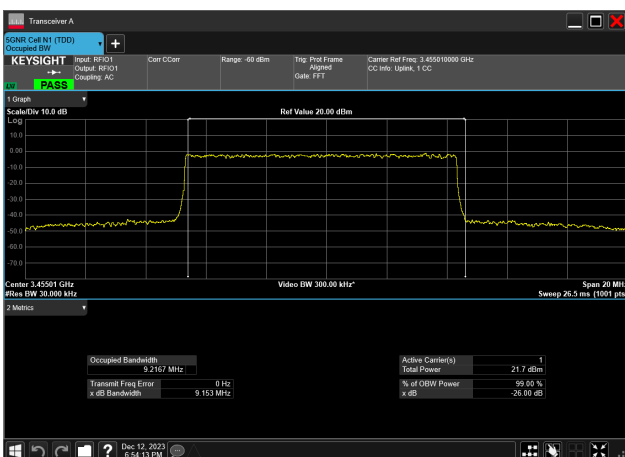 Transceiver A
5GNR Cell N1 (TDD)
Occupied BW
KEYSIGHT
PASS
Input: RFIO1
Output: RFIO1
Coupling: AC
Corr CCorr
Range: -60 dBm
Trig: Prot Frame
Aligned
Gate: FFT
Carrier Ref Freq: 3.455010000 GHz
CC Info: Uplink, 1 CC
1 Graph
Scale/Div 10.0 dB
Ref Value 20.00 dBm
Log
10.0
0.00
-10.0
-20.0
-30.0
-40.0
-50.0
-60.0
-70.0
Center 3.45501 GHz
Video BW 300.00 kHz*
Span 20 MH
#Res BW 30.000 kHz
Sweep 26.5 ms (1001 pts
2 Metrics
Occupied Bandwidth
9.2167 MHz
Transmit Freq Error 0 Hz
x dB Bandwidth 9.153 MHz
Active Carrier(s) 1
Total Power 21.7 dBm
% of OBW Power 99.00 %
x dB -26.00 dB
?
Dec 12, 2023
6:54:13 PM